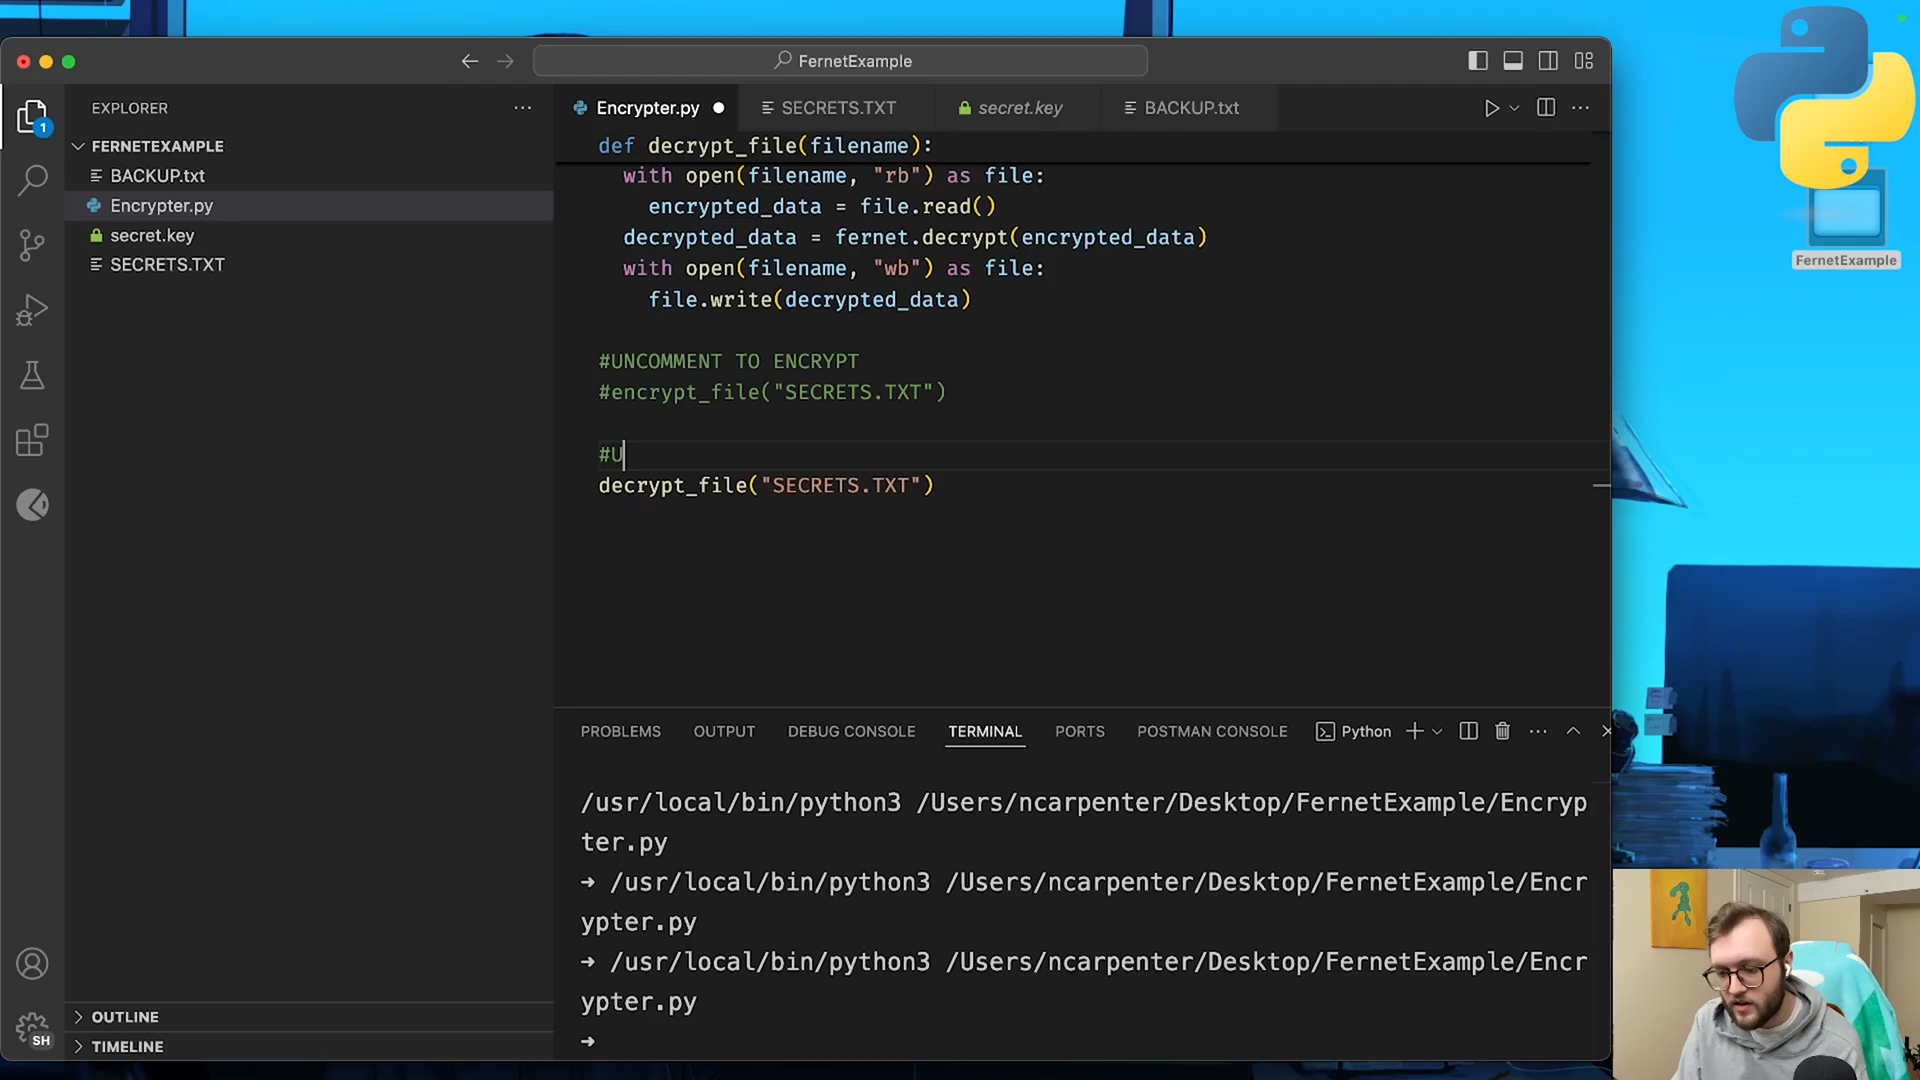 FernetExample
EXPLORER
FERNETEXAMPLE
BACKUP.txt
Encrypter.py
secret.key
SECRETS.TXT
1
SH
OUTLINE
TIMELINE
Encrypter.py
SECRETS.TXT
secret.key
BACKUP.txt
def decrypt_file(filename):
with open(filename, "rb") as file:
encrypted_data = file.read()
decrypted_data = fernet.decrypt(encrypted_data)
with open(filename, "wb") as file:
file.write(decrypted_data)
#UNCOMMENT TO ENCRYPT
#encrypt_file("SECRETS.TXT")
#U
decrypt_file("SECRETS.TXT")
PROBLEMS OUTPUT DEBUG CONSOLE TERMINAL PORTS POSTMAN CONSOLE Python
/usr/local/bin/python3 /Users/ncarpenter/Desktop/FernetExample/Encryp
ter.py
➜ /usr/local/bin/python3 /Users/ncarpenter/Desktop/FernetExample/Encr
ypter.py
➜ /usr/local/bin/python3 /Users/ncarpenter/Desktop/FernetExample/Encr
ypter.py
➜
FernetExample